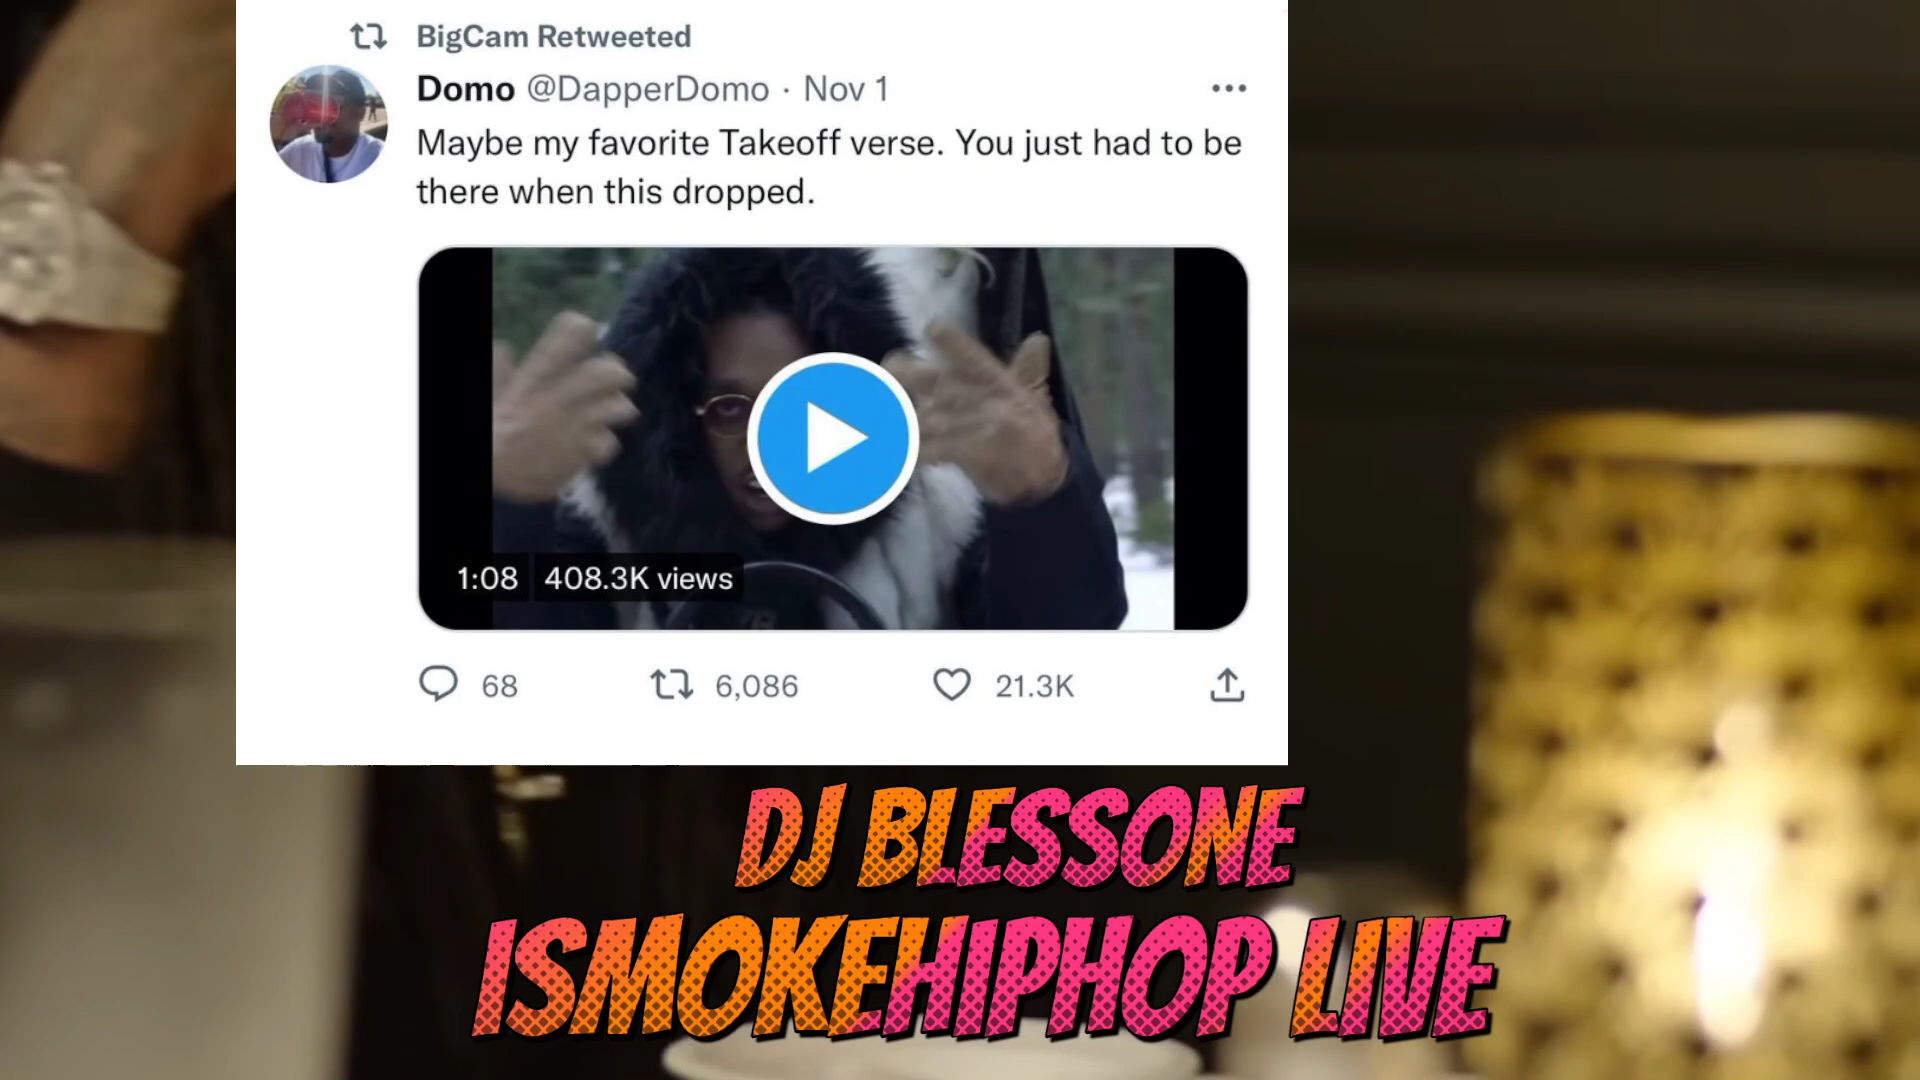 BigCam Retweeted
Domo @DapperDomo · Nov 1
Maybe my favorite Takeoff verse. You just had to be
there when this dropped.
1:08 408.3K views
68 6,086 21.3K
DJ BLESSONE
ISMOKEHIPHOP LIVE